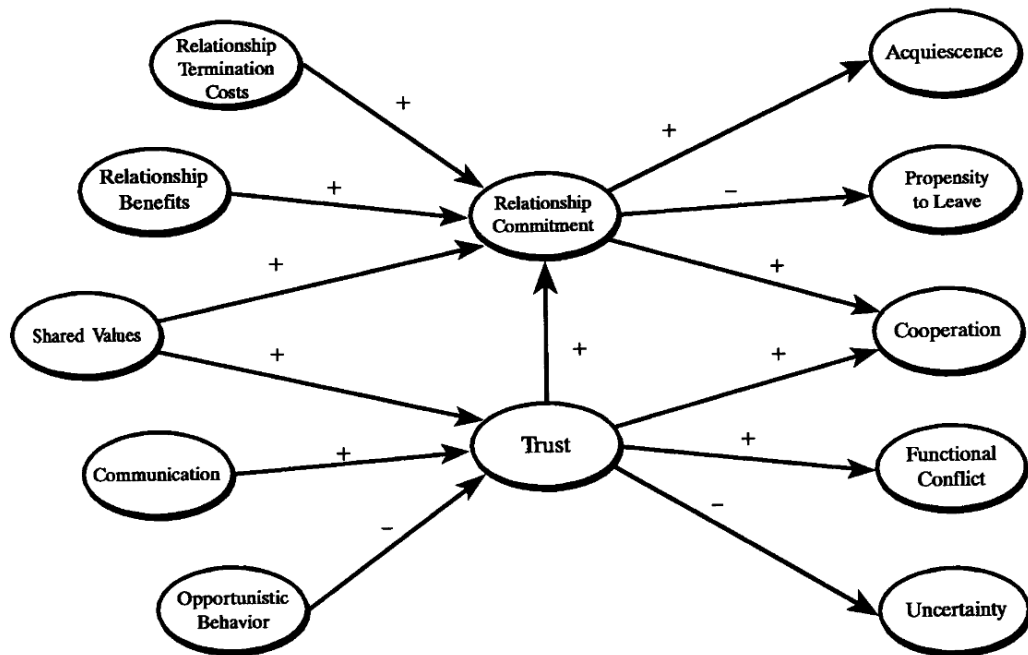 Relationship
Termination
Costs
+
Acquiescence
+
Relationship
Benefits
+
Relationship
Commitment
–
Propensity
to Leave
+
+
Shared Values
+
+
+
Cooperation
Communication
+
Trust
+
Functional
Conflict
–
–
Opportunistic
Behavior
Uncertainty